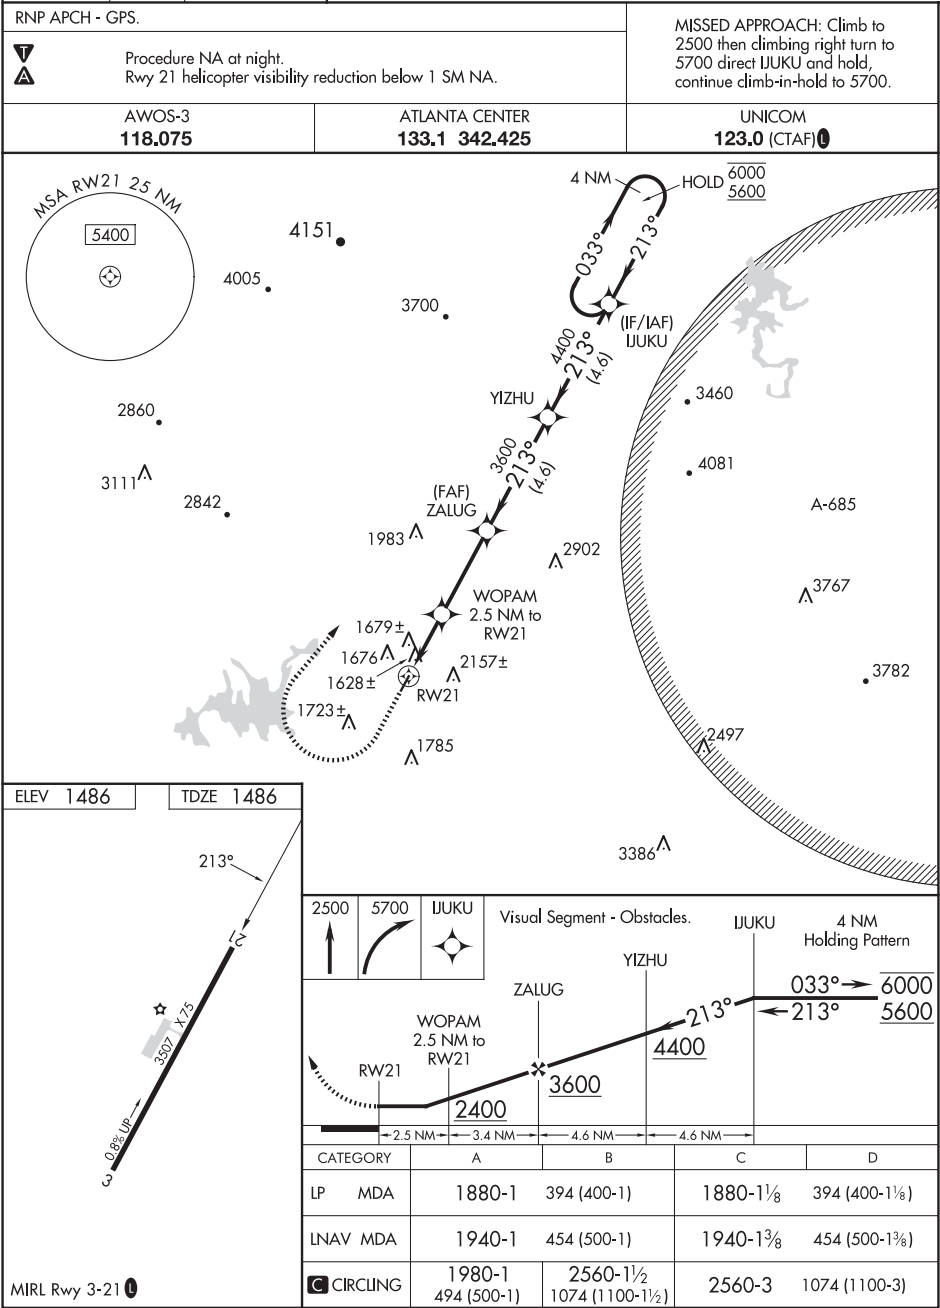 RNP APCH - GPS.
T
A
Procedure NA at night.
Rwy 21 helicopter visibility reduction below 1 SM NA.
MISSED APPROACH: Climb to
2500 then climbing right turn to
5700 direct IJUKU and hold,
continue climb-in-hold to 5700.
AWOS-3
118.075
ATLANTA CENTER
133.1 342.425
UNICOM
123.0 (CTAF) L
MSA RW21 25 NM
5400
4151
4005
3700
4 NM
HOLD
6000
5600
033°
213°
(IF/IAF)
IJUKU
4400
213°
(4.6)
YIZHU
3460
2860
3600
213°
(4.6)
4081
3111
2842
(FAF)
ZALUG
A-685
1983
2902
WOPAM
2.5 NM to
RW21
3767
1679±
1676
1628±
2157±
RW21
3782
1723±
1785
2497
3386
ELEV 1486
TDZE 1486
213°
21
3507 X 75
0.8% UP
3
MIRL Rwy 3-21 L
2500
5700
IJUKU
Visual Segment - Obstacles.
IJUKU
4 NM
Holding Pattern
YIZHU
ZALUG
033°
6000
213°
213°
5600
WOPAM
2.5 NM to
RW21
4400
RW21
3600
2400
2.5 NM
3.4 NM
4.6 NM
4.6 NM
CATEGORY A B C D
LP MDA 1880-1 394 (400-1) 1880-1⅛ 394 (400-1⅛)
LNAV MDA 1940-1 454 (500-1) 1940-1⅜ 454 (500-1⅜)
C CIRCLING 1980-1 2560-1½ 2560-3 1074 (1100-3)
494 (500-1) 1074 (1100-1½)